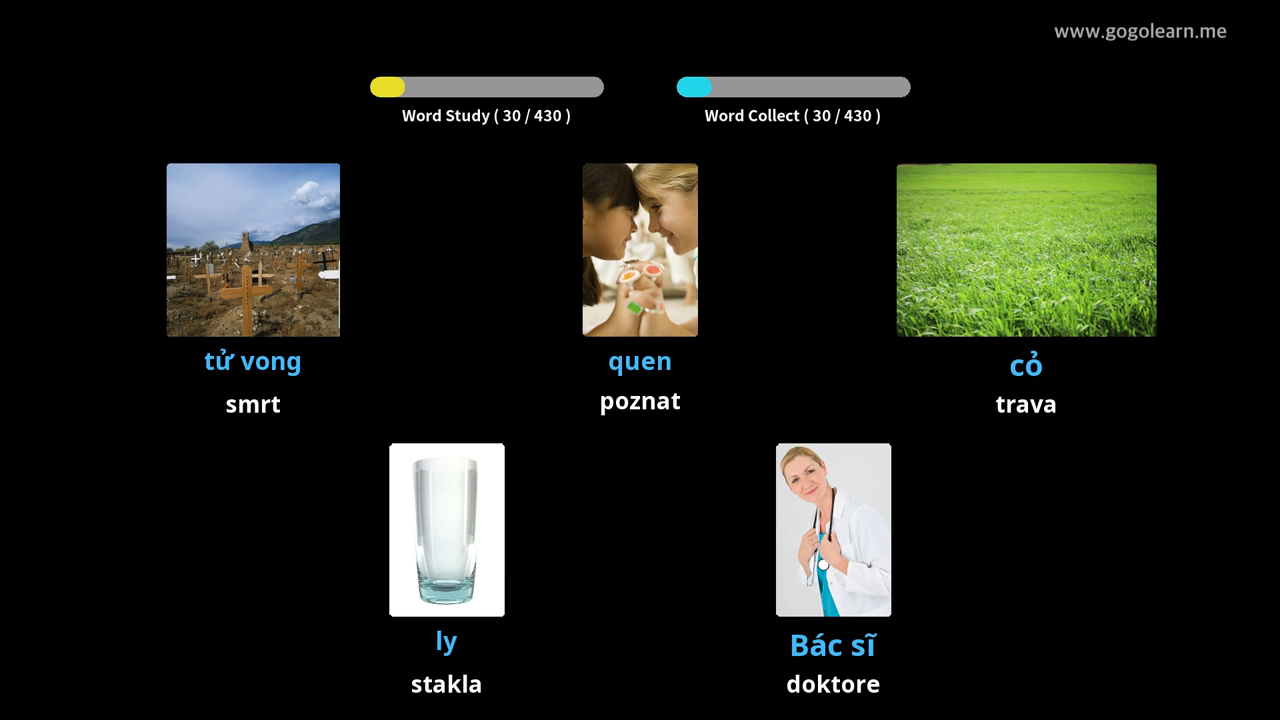 www.gogolearn.me
Word Study ( 30 / 430 )
Word Collect ( 30 / 430 )
tử vong
smrt
quen
poznat
cỏ
trava
ly
stakla
Bác sĩ
doktore